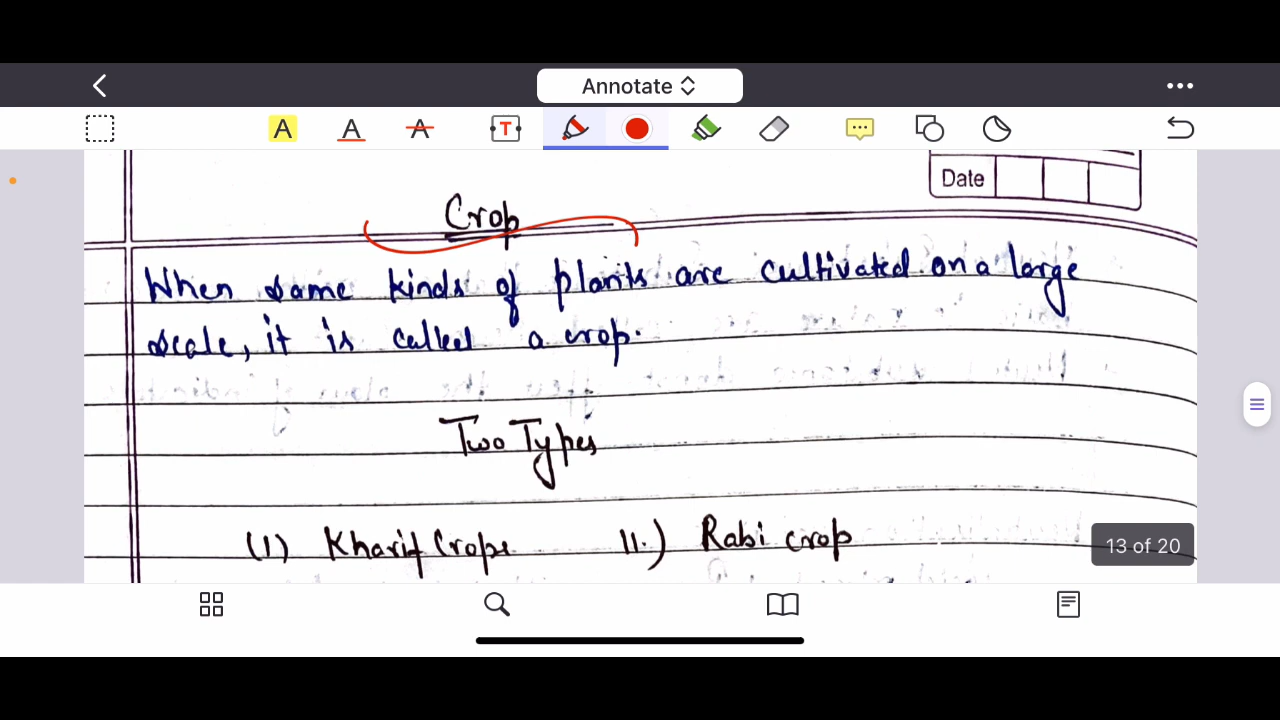 Annotate
A A A T
Date
Crop
When same kinds of plants are cultivated on a large
scale, it is called a crop.
Two Types
(I) Kharif Crops II.) Rabi crop
13 of 20